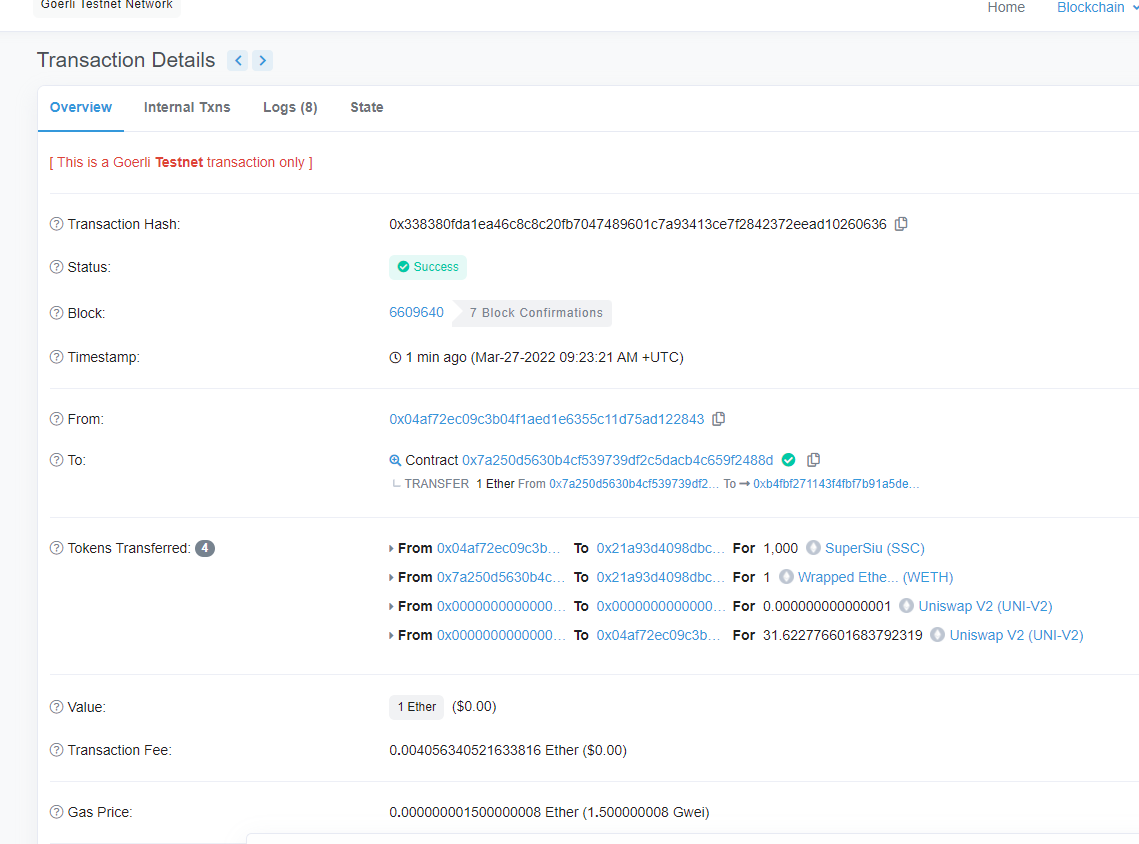 Goerli Testnet Network
Home Blockchain
Transaction Details
Overview Internal Txns Logs (8) State
[ This is a Goerli Testnet transaction only ]
Transaction Hash: 0x338380fda1ea46c8c8c20fb7047489601c7a93413ce7f2842372eead10260636
Status: Success
Block: 6609640 7 Block Confirmations
Timestamp: 1 min ago (Mar-27-2022 09:23:21 AM +UTC)
From: 0x04af72ec09c3b04f1aed1e6355c11d75ad122843
To: Contract 0x7a250d5630b4cf539739df2c5dacb4c659f2488d
TRANSFER 1 Ether From 0x7a250d5630b4cf539739df2... To → 0xb4fbf271143f4fbf7b91a5de...
Tokens Transferred: 4 From 0x04af72ec09c3b... To 0x21a93d4098dbc... For 1,000 SuperSiu (SSC)
From 0x7a250d5630b4c... To 0x21a93d4098dbc... For 1 Wrapped Ethe... (WETH)
From 0x0000000000000... To 0x0000000000000... For 0.000000000000001 Uniswap V2 (UNI-V2)
From 0x0000000000000... To 0x04af72ec09c3b... For 31.622776601683792319 Uniswap V2 (UNI-V2)
Value: 1 Ether ($0.00)
Transaction Fee: 0.004056340521633816 Ether ($0.00)
Gas Price: 0.000000001500000008 Ether (1.500000008 Gwei)